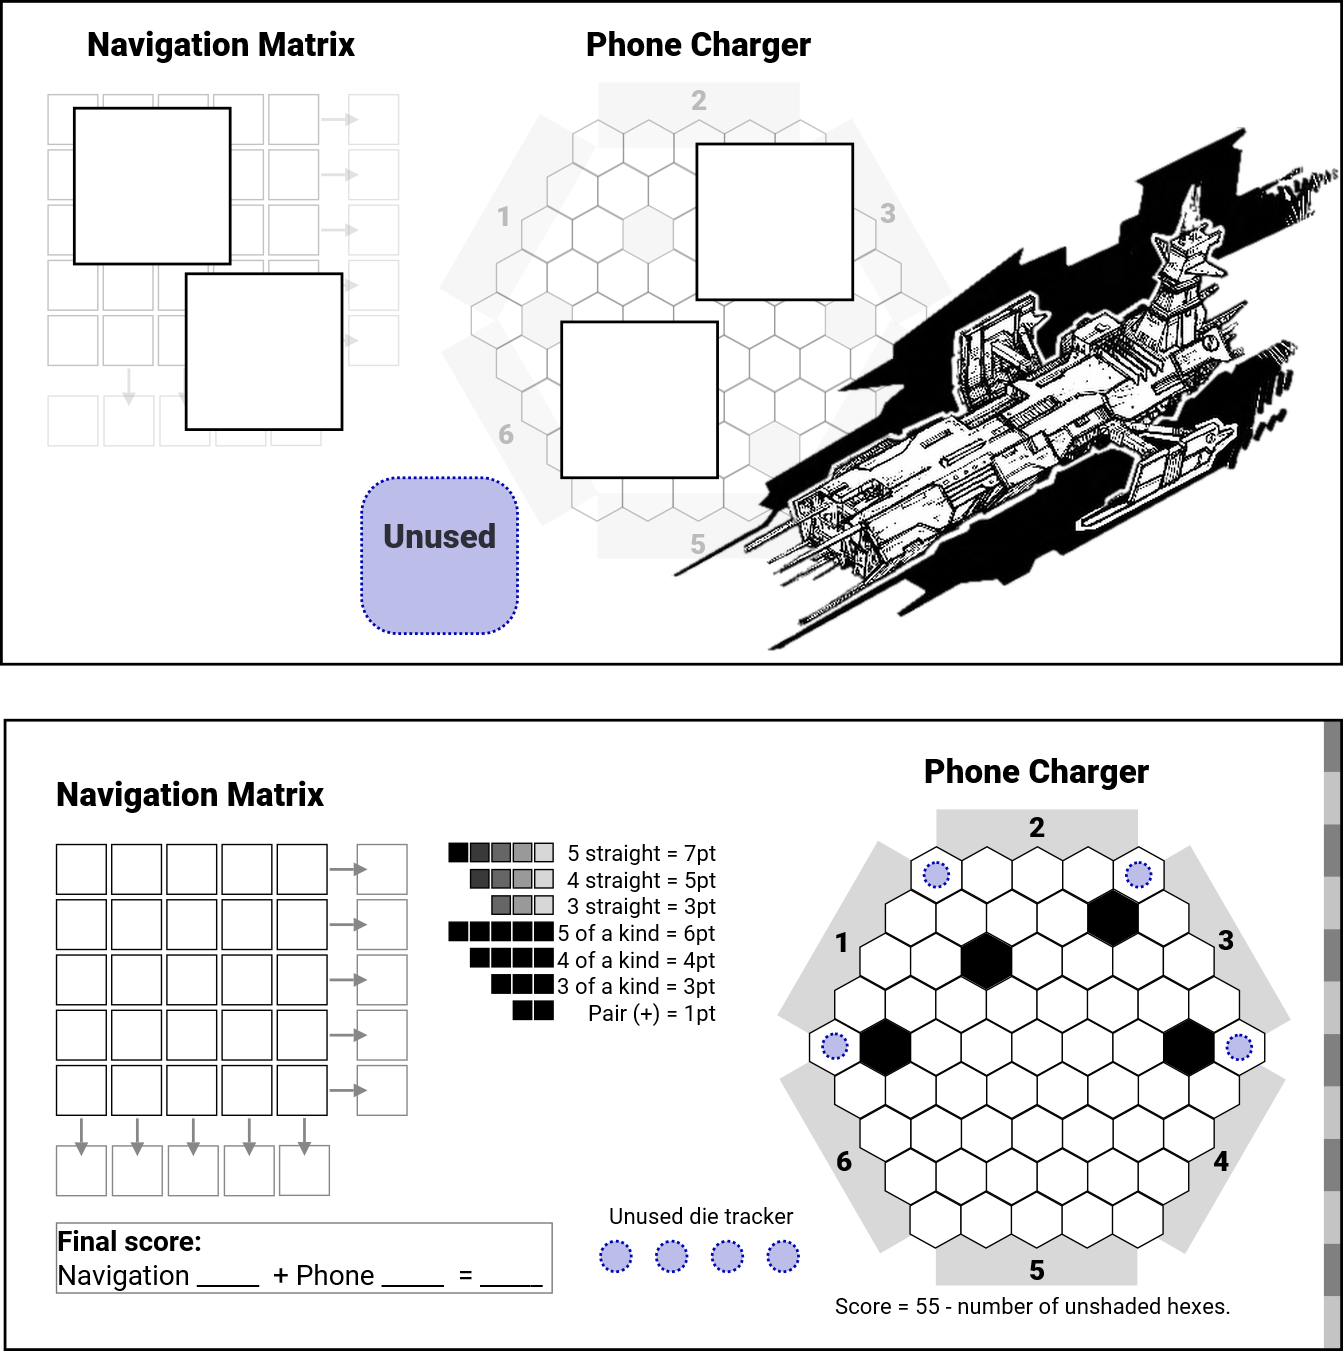 Navigation Matrix
Phone Charger
2
1
3
6
5
Unused
Navigation Matrix
Phone Charger
2
1
3
6
4
5
5 straight = 7pt
4 straight = 5pt
3 straight = 3pt
5 of a kind = 6pt
4 of a kind = 4pt
3 of a kind = 3pt
Pair (+) = 1pt
Unused die tracker
Final score:
Navigation _____ + Phone _____ = _____
Score = 55 - number of unshaded hexes.